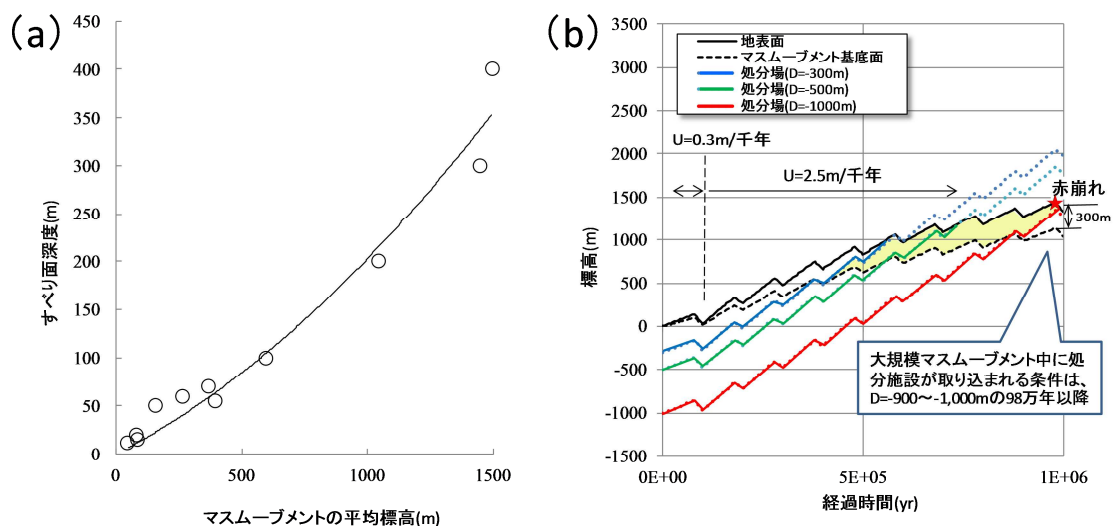 (a)
450
400
350
300
250
200
150
100
50
0
すべり面深度(m)
0
500
1000
1500
マスムーブメントの平均標高(m)
(b)
3500
3000
2500
2000
1500
1000
500
0
-500
-1000
-1500
標高(m)
地表面
マスムーブメント基底面
処分場(D=-300m)
処分場(D=-500m)
処分場(D=-1000m)
U=0.3m/千年
U=2.5m/千年
赤崩れ
300m
大規模マスムーブメント中に処
分施設が取り込まれる条件は、
D=-900～-1,000mの98万年以降
0E+00
5E+05
1E+06
経過時間(yr)